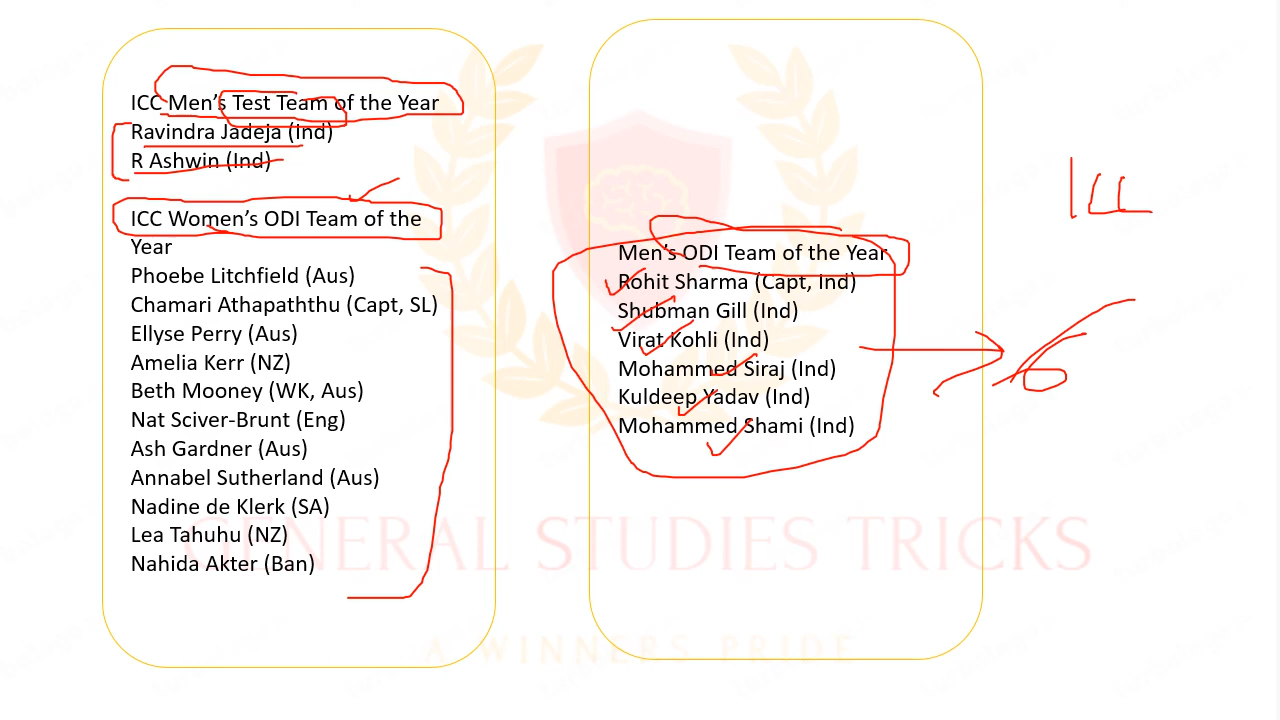 ICC Men's Test Team of the Year
Ravindra Jadeja (Ind)
R Ashwin (Ind)
ICC Women's ODI Team of the
Year
Phoebe Litchfield (Aus)
Chamari Athapaththu (Capt, SL)
Ellyse Perry (Aus)
Amelia Kerr (NZ)
Beth Mooney (WK, Aus)
Nat Sciver-Brunt (Eng)
Ash Gardner (Aus)
Annabel Sutherland (Aus)
Nadine de Klerk (SA)
Lea Tahuhu (NZ)
Nahida Akter (Ban)
Men's ODI Team of the Year
Rohit Sharma (Capt, Ind)
Shubman Gill (Ind)
Virat Kohli (Ind)
Mohammed Siraj (Ind)
Kuldeep Yadav (Ind)
Mohammed Shami (Ind)
ICC
6
GENERAL STUDIES TRICKS
A WINNERS PRIDE